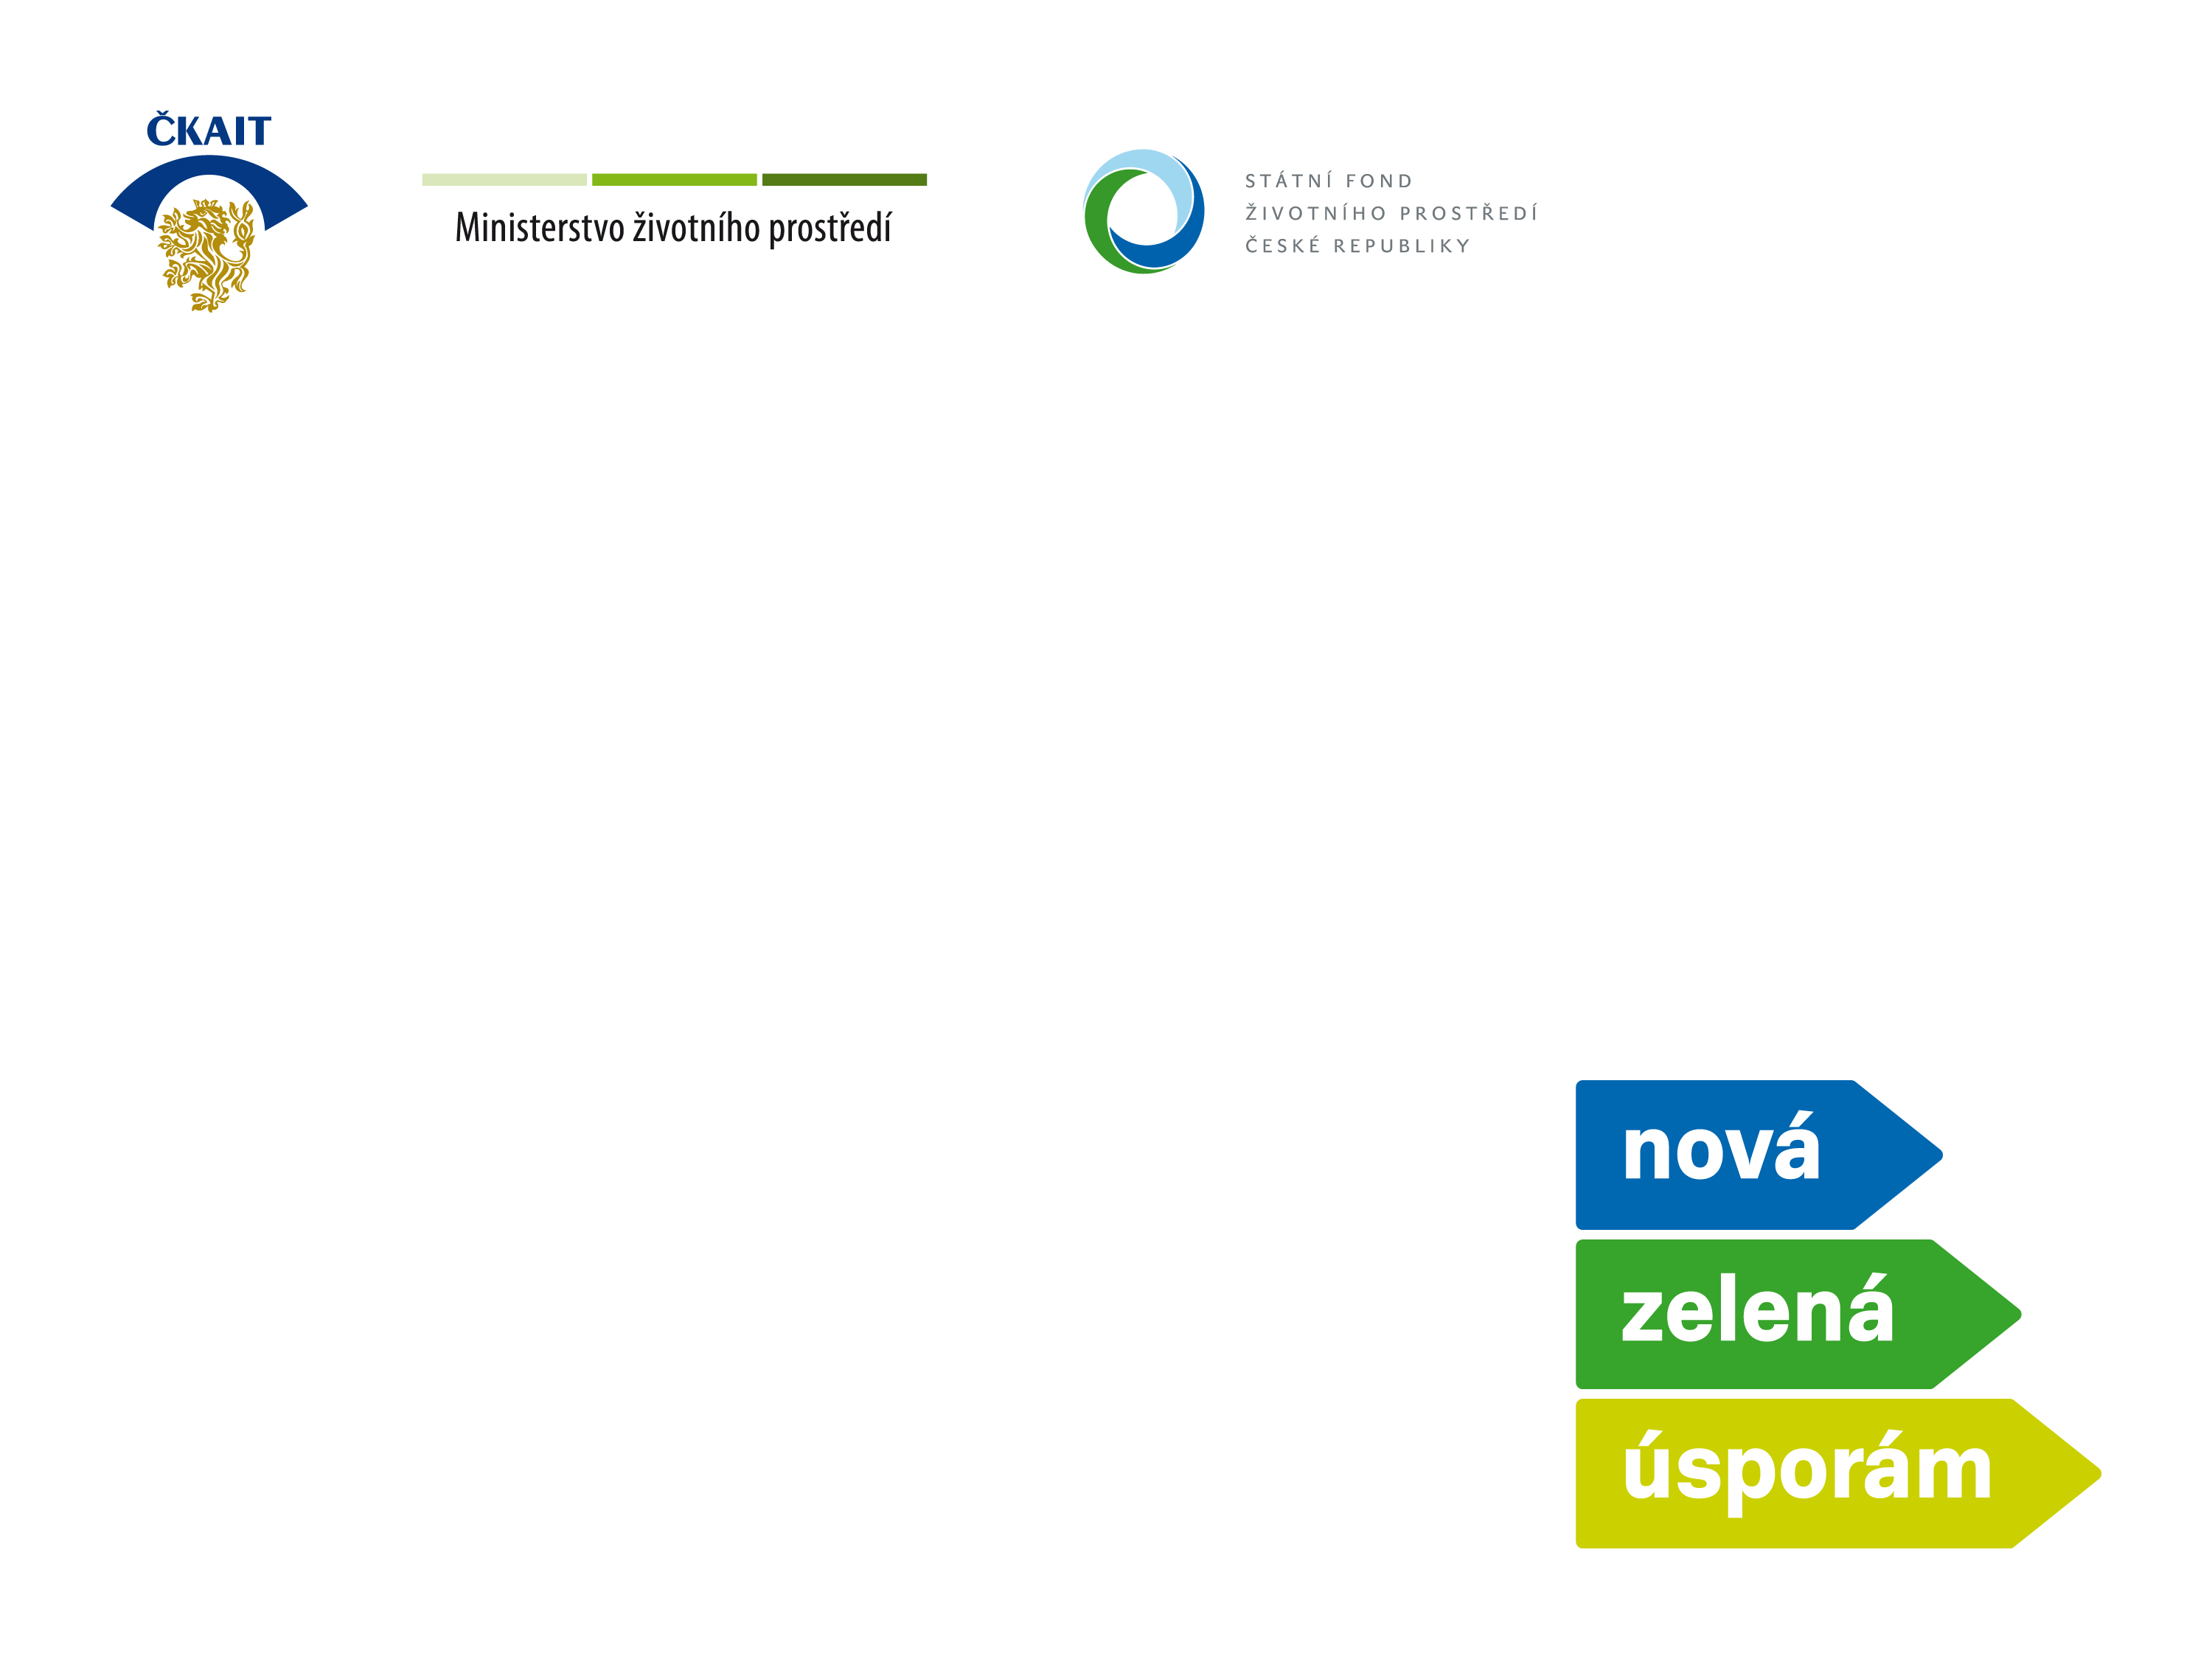 ČKAIT
Ministerstvo životního prostředí
STÁTNÍ FOND
ŽIVOTNÍHO PROSTŘEDÍ
ČESKÉ REPUBLIKY
nová
zelená
úsporám